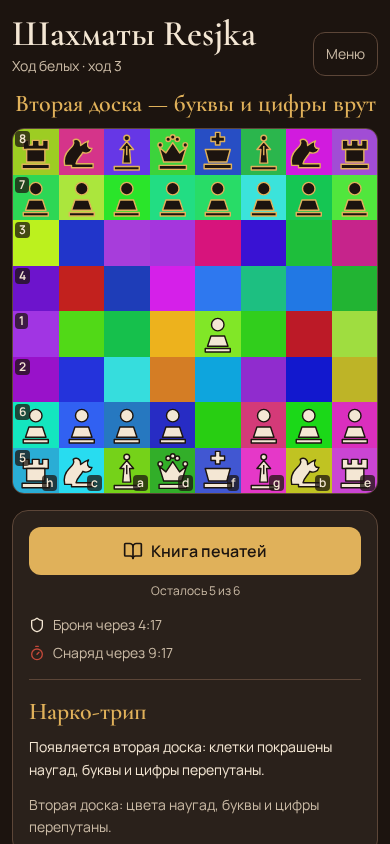 Шахматы Resjka
Ход белых · ход 3
Меню
Вторая доска — буквы и цифры врут
8
7
3
4
1
2
6
5
h c a d f g b e
Книга печатей
Осталось 5 из 6
Броня через 4:17
Снаряд через 9:17
Нарко-трип
Появляется вторая доска: клетки покрашены
наугад, буквы и цифры перепутаны.
Вторая доска: цвета наугад, буквы и цифры
перепутаны.